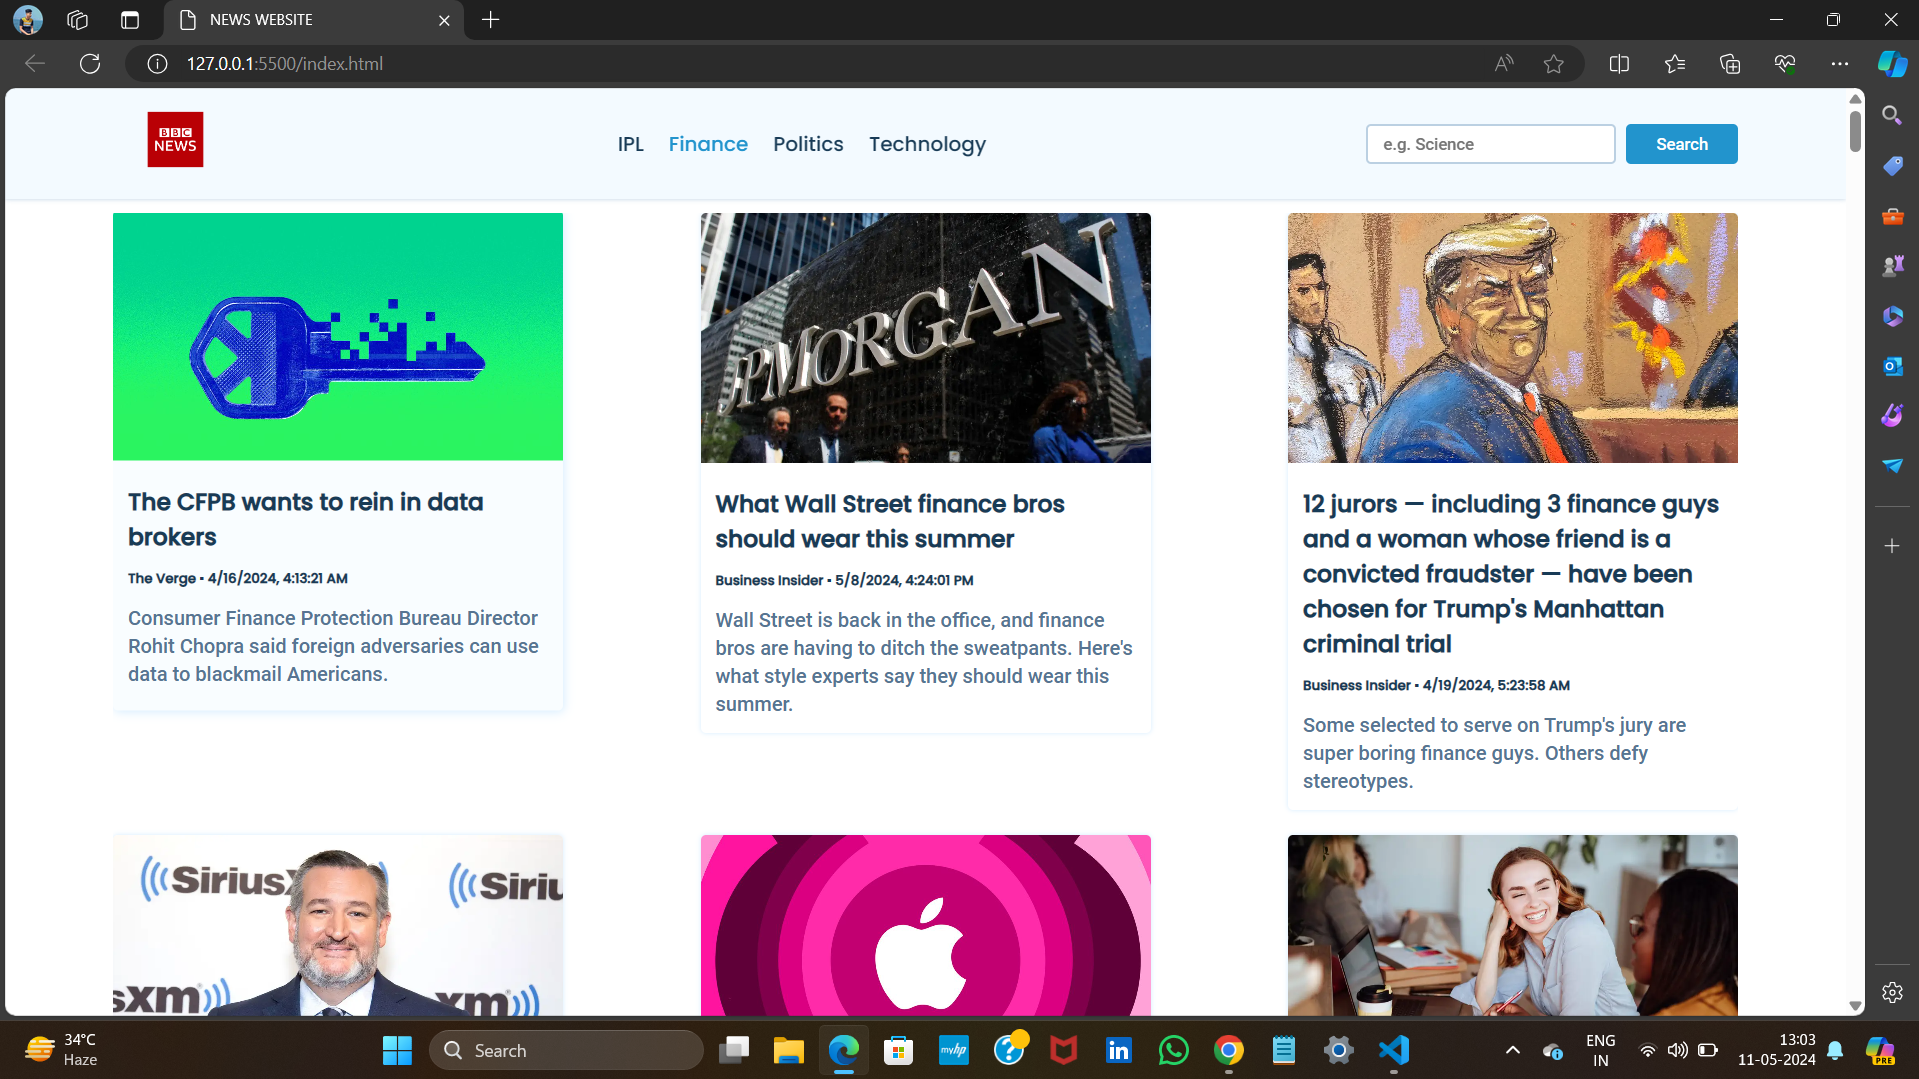 NEWS WEBSITE
127.0.0.1:5500/index.html
BBC
NEWS
IPL Finance Politics Technology
e.g. Science
Search
JPMORGAN
The CFPB wants to rein in data
brokers
The Verge · 4/16/2024, 4:13:21 AM
Consumer Finance Protection Bureau Director
Rohit Chopra said foreign adversaries can use
data to blackmail Americans.
What Wall Street finance bros
should wear this summer
Business Insider · 5/8/2024, 4:24:01 PM
Wall Street is back in the office, and finance
bros are having to ditch the sweatpants. Here's
what style experts say they should wear this
summer.
12 jurors — including 3 finance guys
and a woman whose friend is a
convicted fraudster — have been
chosen for Trump's Manhattan
criminal trial
Business Insider · 4/19/2024, 5:23:58 AM
Some selected to serve on Trump's jury are
super boring finance guys. Others defy
stereotypes.
SiriusX
Siriu
sxm
xm
34°C
Haze
Search
myhp
ENG
IN
13:03
11-05-2024
PRE